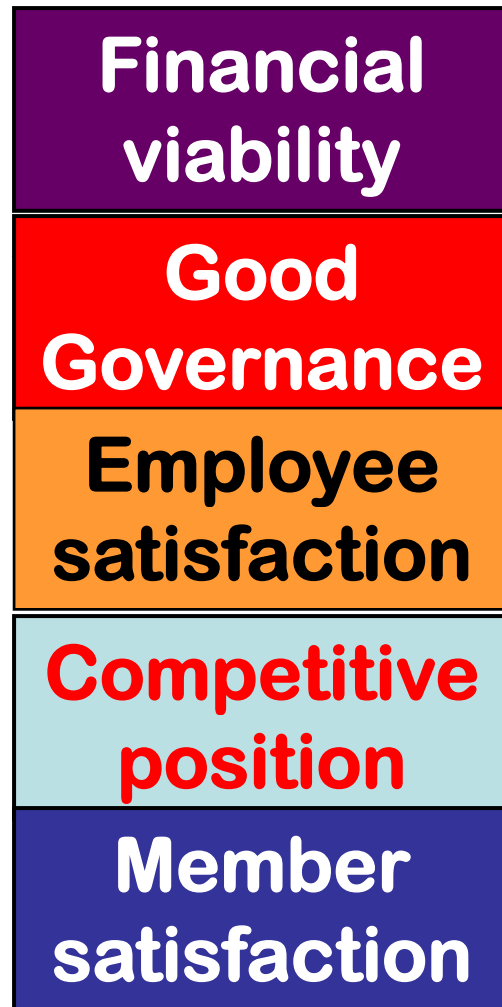 Financial
viability
Good
Governance
Employee
satisfaction
Competitive
position
Member
satisfaction